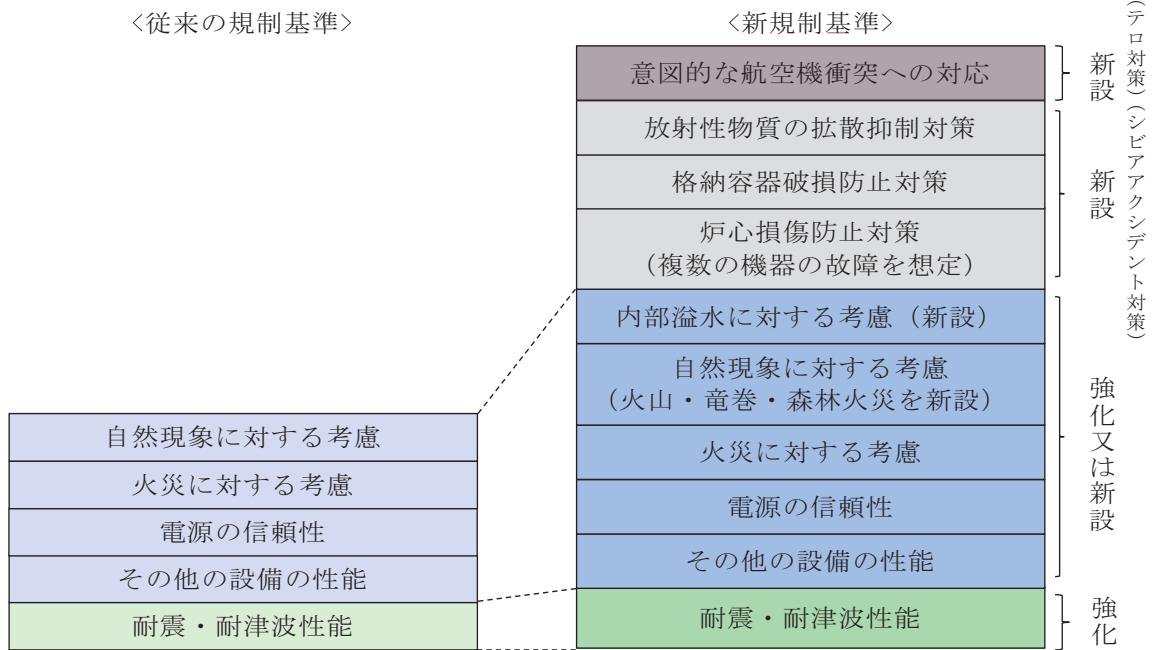 <従来の規制基準>
自然現象に対する考慮
火災に対する考慮
電源の信頼性
その他の設備の性能
耐震・耐津波性能
<新規制基準>
意図的な航空機衝突への対応
放射性物質の拡散抑制対策
格納容器破損防止対策
炉心損傷防止対策
（複数の機器の故障を想定）
内部溢水に対する考慮（新設）
自然現象に対する考慮
（火山・竜巻・森林火災を新設）
火災に対する考慮
電源の信頼性
その他の設備の性能
耐震・耐津波性能
新設
（テロ対策）
新設
（シビアアクシデント対策）
強化又は新設
強化